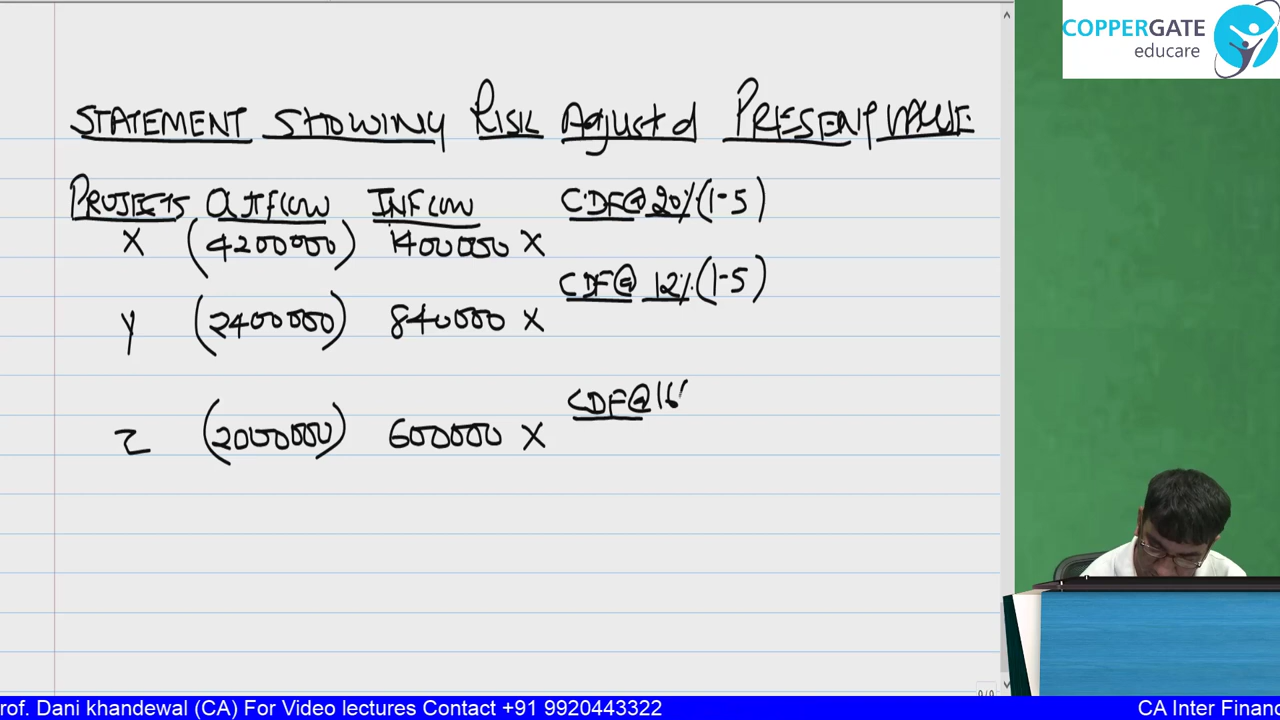 COPPERGATE
educare
STATEMENT SHOWING RISK Adjustd PRESENT VALUE
PROJECTS OUTFLOW INFLOW CDF@20%(1-5)
X (4200000) 1400000 X
CDF@ 12%(1-5)
Y (2400000) 840000 X
CDF@16
Z (2000000) 600000 X
rof. Dani khandewal (CA) For Video lectures Contact +91 9920443322 CA Inter Financ